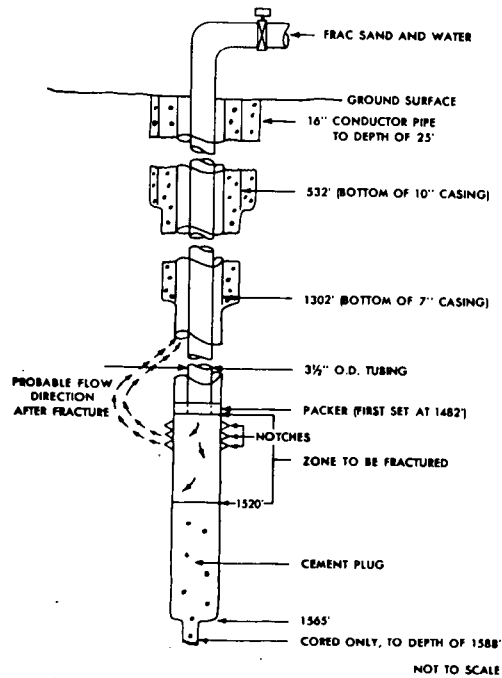 FRAC SAND AND WATER
GROUND SURFACE
16" CONDUCTOR PIPE
TO DEPTH OF 25'
532' (BOTTOM OF 10" CASING)
1302' (BOTTOM OF 7" CASING)
3½" O.D. TUBING
PROBABLE FLOW
DIRECTION
AFTER FRACTURE
PACKER (FIRST SET AT 1482')
NOTCHES
ZONE TO BE FRACTURED
1520'
CEMENT PLUG
1565'
CORED ONLY, TO DEPTH OF 1588'
NOT TO SCALE